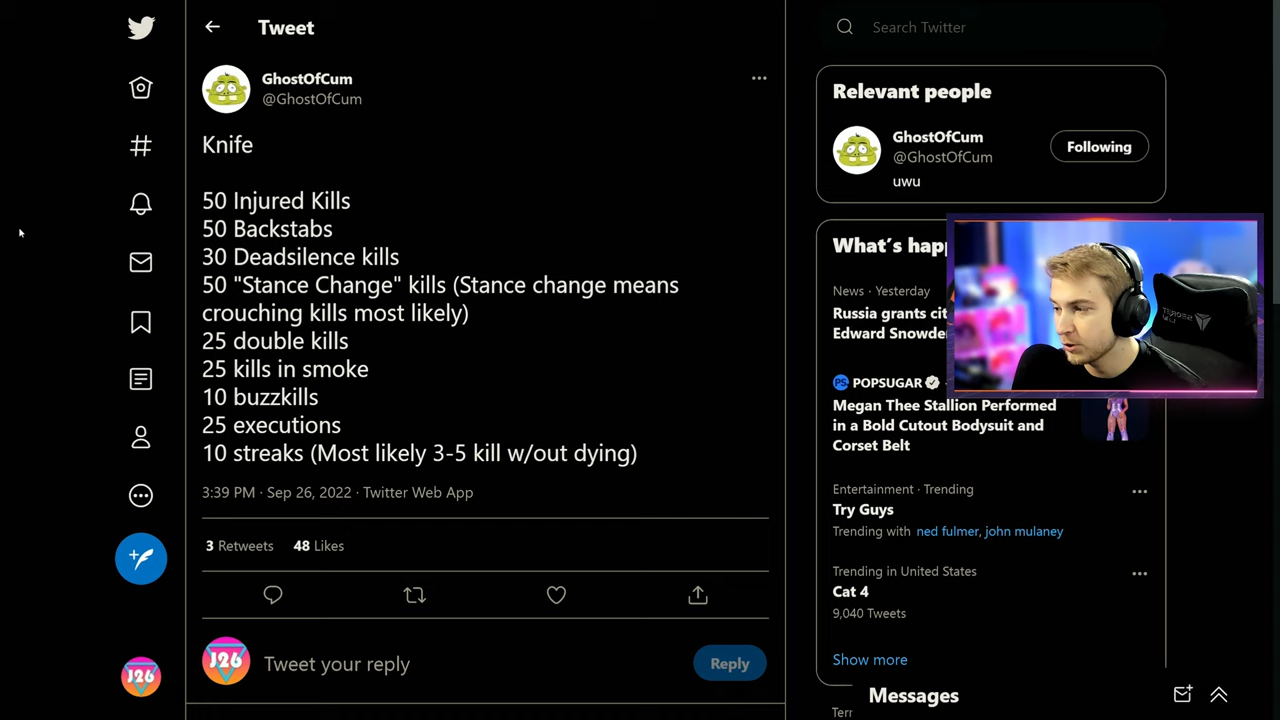 Tweet
GhostOfCum
@GhostOfCum
Knife
50 Injured Kills
50 Backstabs
30 Deadsilence kills
50 "Stance Change" kills (Stance change means
crouching kills most likely)
25 double kills
25 kills in smoke
10 buzzkills
25 executions
10 streaks (Most likely 3-5 kill w/out dying)
3:39 PM · Sep 26, 2022 · Twitter Web App
3 Retweets 48 Likes
J26
Tweet your reply
Reply
J26
Search Twitter
Relevant people
GhostOfCum
@GhostOfCum
Following
uwu
What's hap
News · Yesterday
Russia grants cit
Edward Snowde
POPSUGAR
Megan Thee Stallion Performed
in a Bold Cutout Bodysuit and
Corset Belt
Entertainment · Trending
Try Guys
Trending with ned fulmer, john mulaney
Trending in United States
Cat 4
9,040 Tweets
Show more
Messages